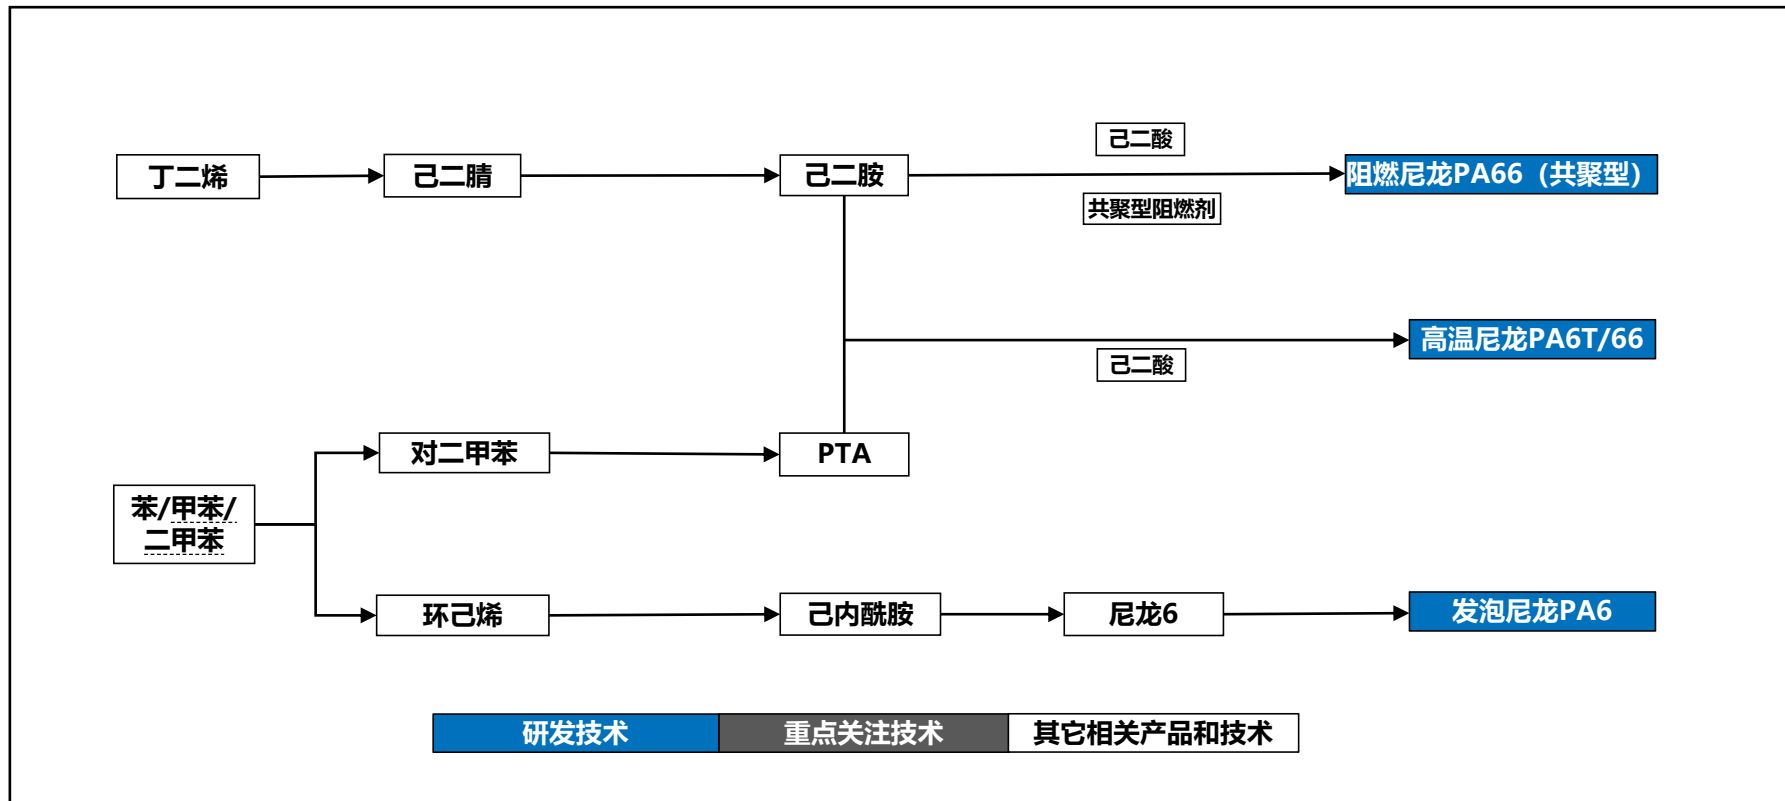 己二酸
丁二烯
己二腈
己二胺
阻燃尼龙PA66（共聚型）
共聚型阻燃剂
高温尼龙PA6T/66
己二酸
对二甲苯
PTA
苯/甲苯/
二甲苯
环己烯
己内酰胺
尼龙6
发泡尼龙PA6
研发技术
重点关注技术
其它相关产品和技术